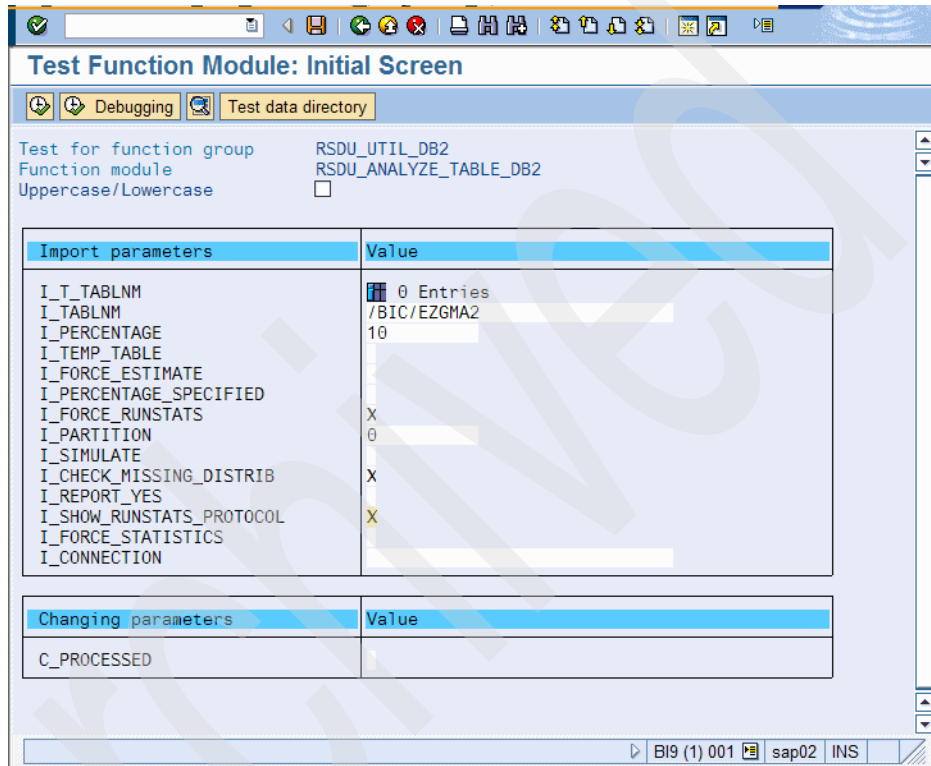 Test Function Module: Initial Screen
Debugging Test data directory
Test for function group RSDU_UTIL_DB2
Function module RSDU_ANALYZE_TABLE_DB2
Uppercase/Lowercase
Import parameters Value
I_T_TABLNM 0 Entries
I_TABLNM /BIC/EZGMA2
I_PERCENTAGE 10
I_TEMP_TABLE
I_FORCE_ESTIMATE
I_PERCENTAGE_SPECIFIED
I_FORCE_RUNSTATS X
I_PARTITION 0
I_SIMULATE
I_CHECK_MISSING_DISTRIB X
I_REPORT_YES
I_SHOW_RUNSTATS_PROTOCOL X
I_FORCE_STATISTICS
I_CONNECTION
Changing parameters Value
C_PROCESSED
BI9 (1) 001 sap02 INS
rchived